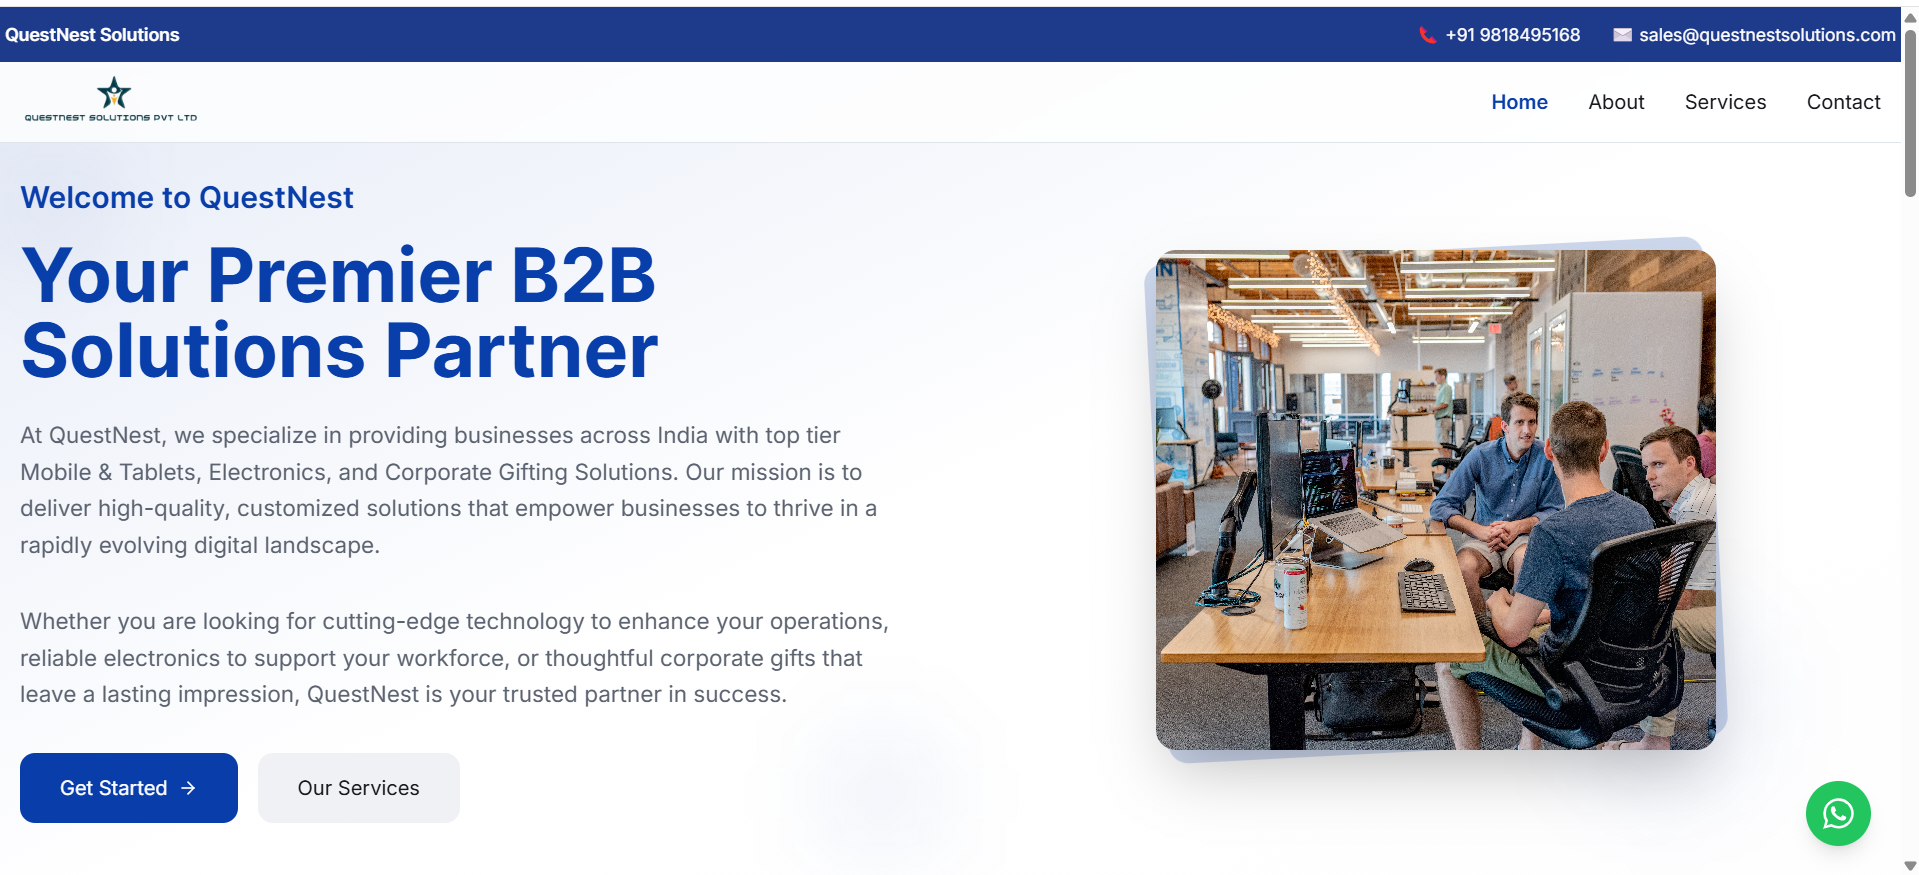 QuestNest Solutions
+91 9818495168
sales@questnestsolutions.com
QUESTNEST SOLUTIONS PVT LTD
Home
About
Services
Contact
Welcome to QuestNest
Your Premier B2B
Solutions Partner
At QuestNest, we specialize in providing businesses across India with top tier
Mobile & Tablets, Electronics, and Corporate Gifting Solutions. Our mission is to
deliver high-quality, customized solutions that empower businesses to thrive in a
rapidly evolving digital landscape.
Whether you are looking for cutting-edge technology to enhance your operations,
reliable electronics to support your workforce, or thoughtful corporate gifts that
leave a lasting impression, QuestNest is your trusted partner in success.
Get Started →
Our Services